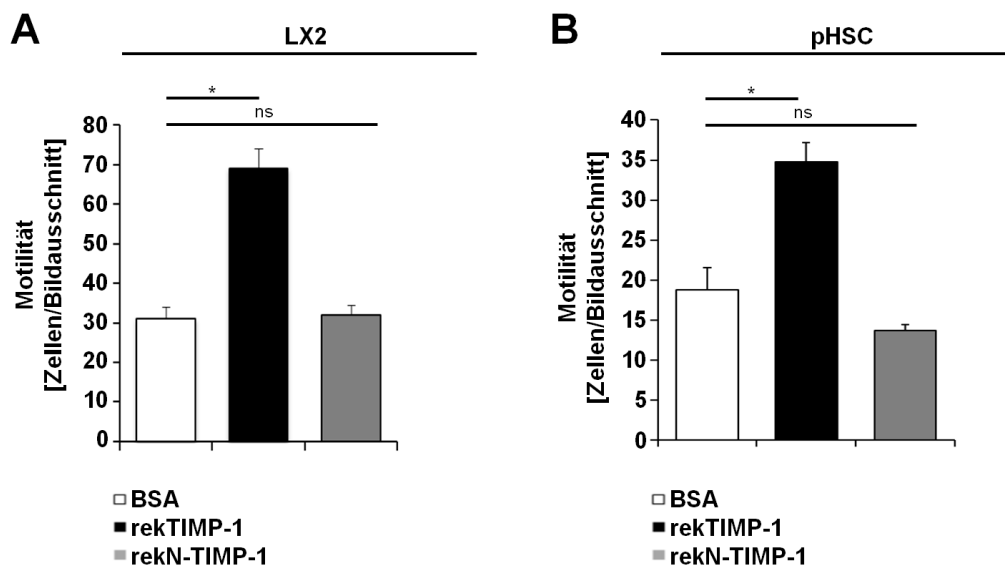 A
LX2
*
ns
Motilität
[Zellen/Bildausschnitt]
80
70
60
50
40
30
20
10
0
BSA
rekTIMP-1
rekN-TIMP-1
B
pHSC
*
ns
Motilität
[Zellen/Bildausschnitt]
40
35
30
25
20
15
10
5
0
BSA
rekTIMP-1
rekN-TIMP-1